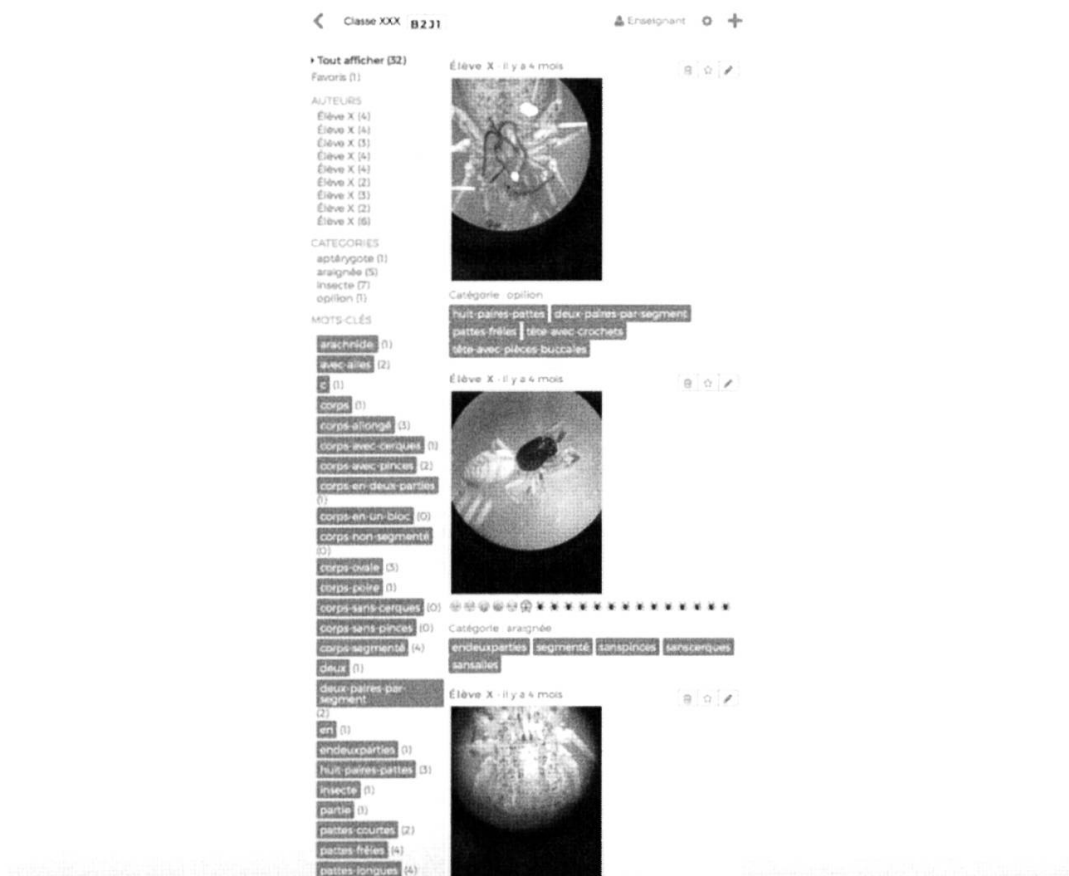 Classe XXX B2J1
Enseignant
Tout afficher (32)
Favoris (1)
AUTEURS
Élève X (4)
Élève X (4)
Élève X (3)
Élève X (4)
Élève X (4)
Élève X (2)
Élève X (3)
Élève X (2)
Élève X (6)
CATEGORIES
aptérygote (1)
araignée (5)
insecte (7)
opilion (1)
MOTS-CLÉS
arachnide (1)
avec-ailes (2)
c (1)
corps (1)
corps-allongé (3)
corps-avec-cerques (1)
corps-avec-pinces (2)
corps-en-deux-parties
(1)
corps-en-un-bloc (0)
corps-non-segmenté
(0)
corps-ovale (3)
corps-poire (1)
corps-sans-cerques (0)
corps-sans-pinces (0)
corps-segmenté (4)
deux (1)
deux-paires-par-
segment
(2)
en (1)
endeuxparties (1)
huit-paires-pattes (3)
insecte (1)
partie (1)
pattes-courtes (2)
pattes-frêles (4)
pattes-longues (4)
Élève X - il y a 4 mois
Catégorie : opilion
huit-paires-pattes deux-paires-par-segment
pattes-frêles tête-avec-crochets
tête-avec-pièces-buccales
Élève X - il y a 4 mois
Catégorie : araignée
endeuxparties segmenté sanspinces sanscerques
sansailes
Élève X - il y a 4 mois